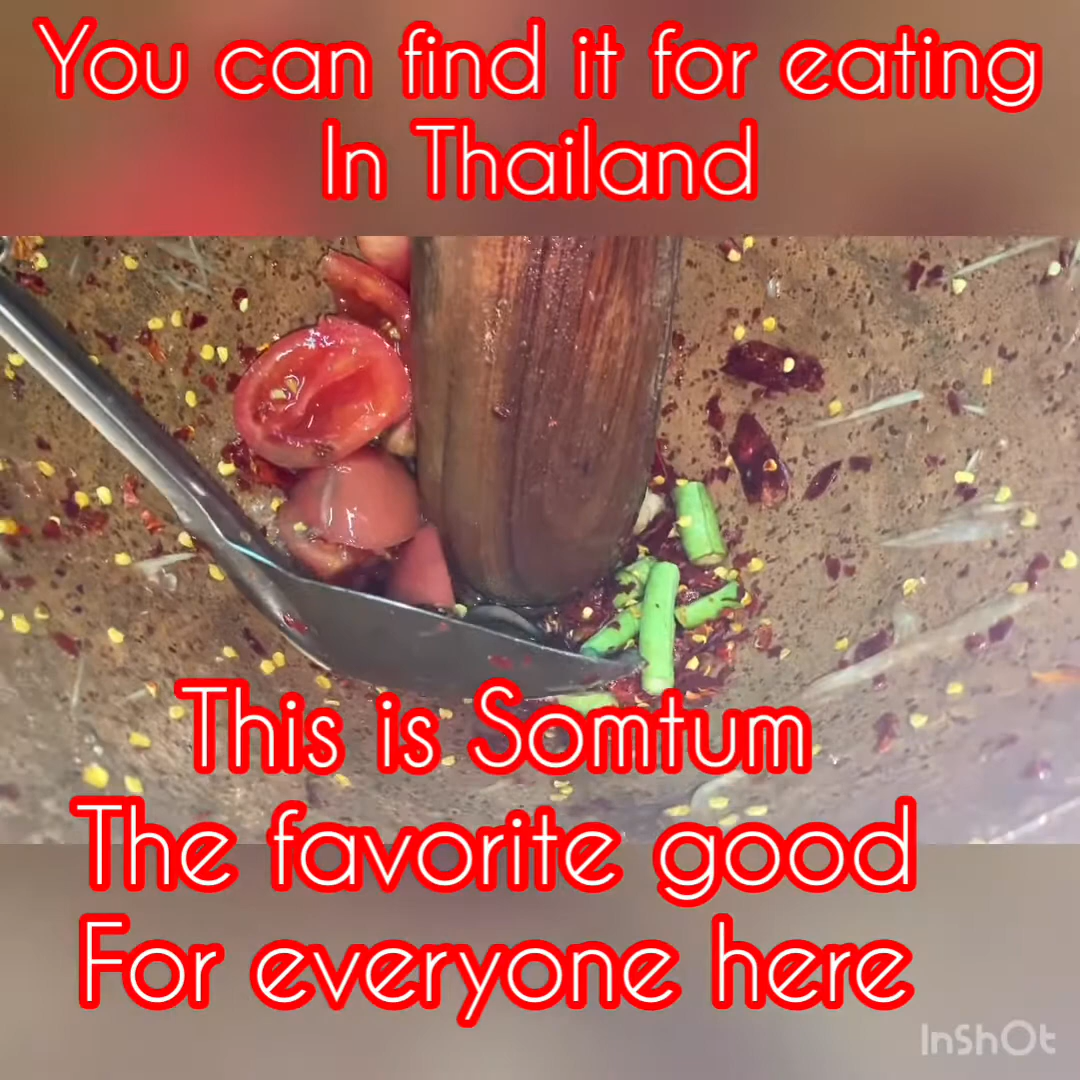 You can find it for eating
In Thailand
This is Somtum
The favorite good
For everyone here
InShOt